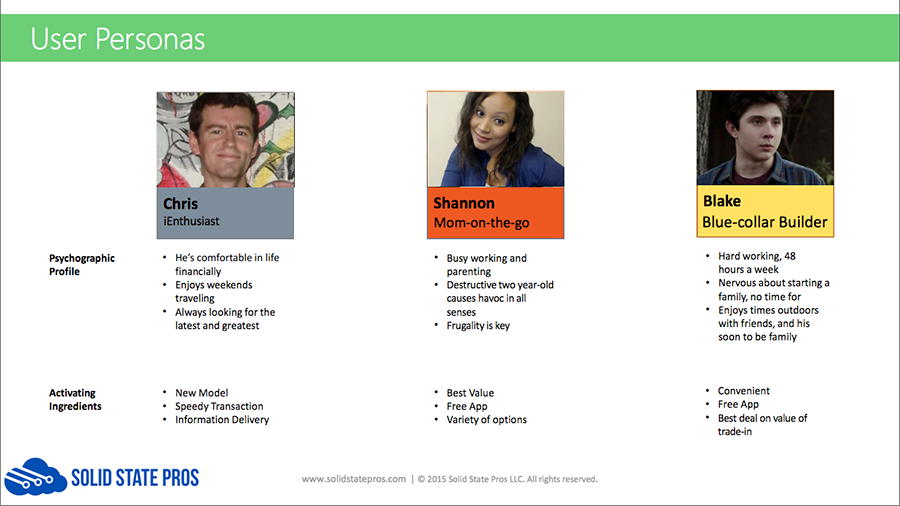 User Personas
Chris
iEnthusiast
Shannon
Mom-on-the-go
Blake
Blue-collar Builder
Psychographic
Profile
• He's comfortable in life
financially
• Enjoys weekends
traveling
• Always looking for the
latest and greatest
• Busy working and
parenting
• Destructive two year-old
causes havoc in all
senses
• Frugality is key
• Hard working, 48
hours a week
• Nervous about starting a
family, no time for
• Enjoys times outdoors
with friends, and his
soon to be family
Activating
Ingredients
• New Model
• Speedy Transaction
• Information Delivery
• Best Value
• Free App
• Variety of options
• Convenient
• Free App
• Best deal on value of
trade-in
SOLID STATE PROS
www.solidstatepros.com | © 2015 Solid State Pros LLC. All rights reserved.